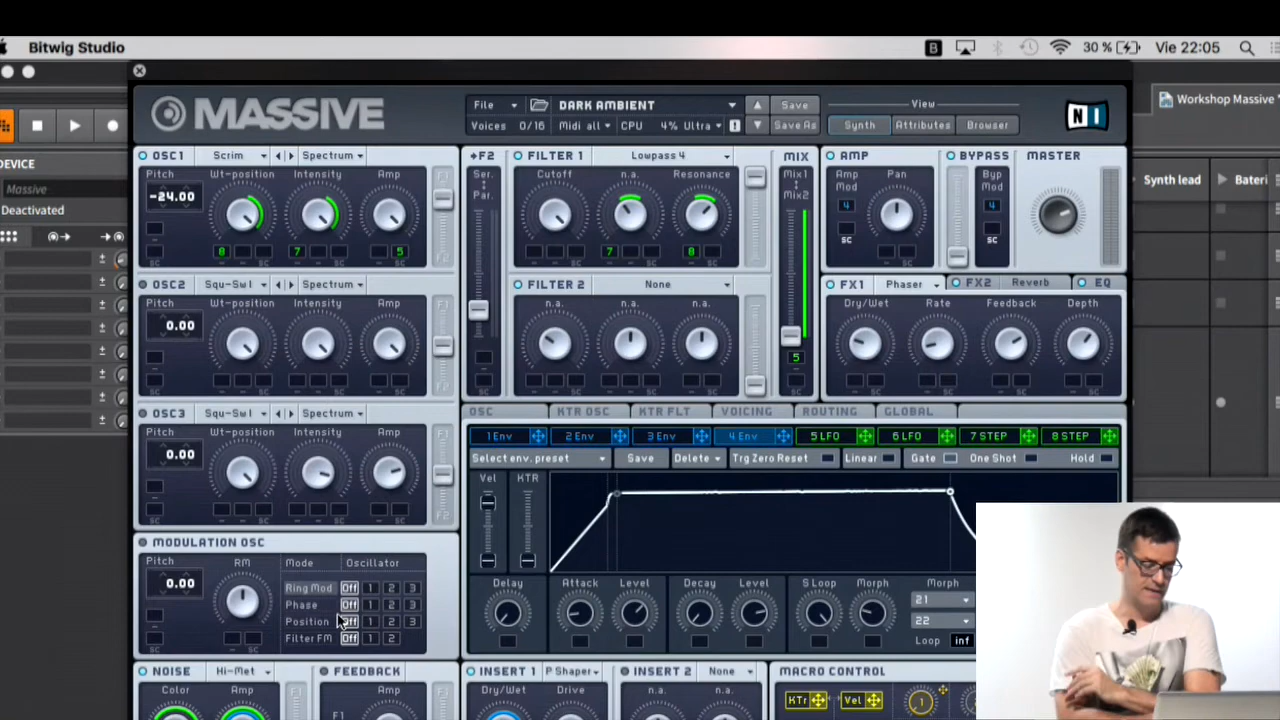 Bitwig Studio
B
30 %
Vie 22:05
MASSIVE
File
DARK AMBIENT
Save
Voices 0/16
Midi all
CPU 4% Ultra
Save As
View
Synth
Attributes
Browser
NI
Workshop Massive
DEVICE
Massive
Deactivated
OSC1
Scrim
Spectrum
Pitch
Wt-position
Intensity
Amp
F1
-24.00
8
7
5
SC
OSC2
Squ-Sw I
Spectrum
Wt-position
Intensity
Amp
Pitch
0.00
OSC3
Squ-Sw I
Spectrum
Pitch
Wt-position
Intensity
Amp
0.00
MODULATION OSC
Pitch
RM
Mode
Oscillator
0.00
Ring Mod Off 1 2 3
Phase Off 1 2 3
Position Off 1 2 3
Filter FM Off 1 2
NOISE
Hi-Met
FEEDBACK
Color
Amp
Amp
F1
F2
Ser.
Par.
FILTER 1
Lowpass 4
Cutoff
n.a.
Resonance
7
8
FILTER 2
None
n.a.
n.a.
n.a.
MIX
Mix1
Mix2
5
AMP
Amp Mod
Pan
4
SC
BYPASS
Byp Mod
4
SC
MASTER
Synth lead
Bateri
FX1
Phaser
FX2
Reverb
EQ
Dry/Wet
Rate
Feedback
Depth
OSC
KTR OSC
KTR FLT
VOICING
ROUTING
GLOBAL
1 Env
2 Env
3 Env
4 Env
5 LFO
6 LFO
7 STEP
8 STEP
Select env. preset
Save
Delete
Trg Zero Reset
Linear
Gate
One Shot
Hold
Vel
KTR
Delay
Attack
Level
Decay
Level
S Loop
Morph
Morph
21
22
Loop inf
INSERT 1
P Shaper
INSERT 2
None
MACRO CONTROL
Dry/Wet
Drive
n.a.
n.a.
KTr
Vel
1